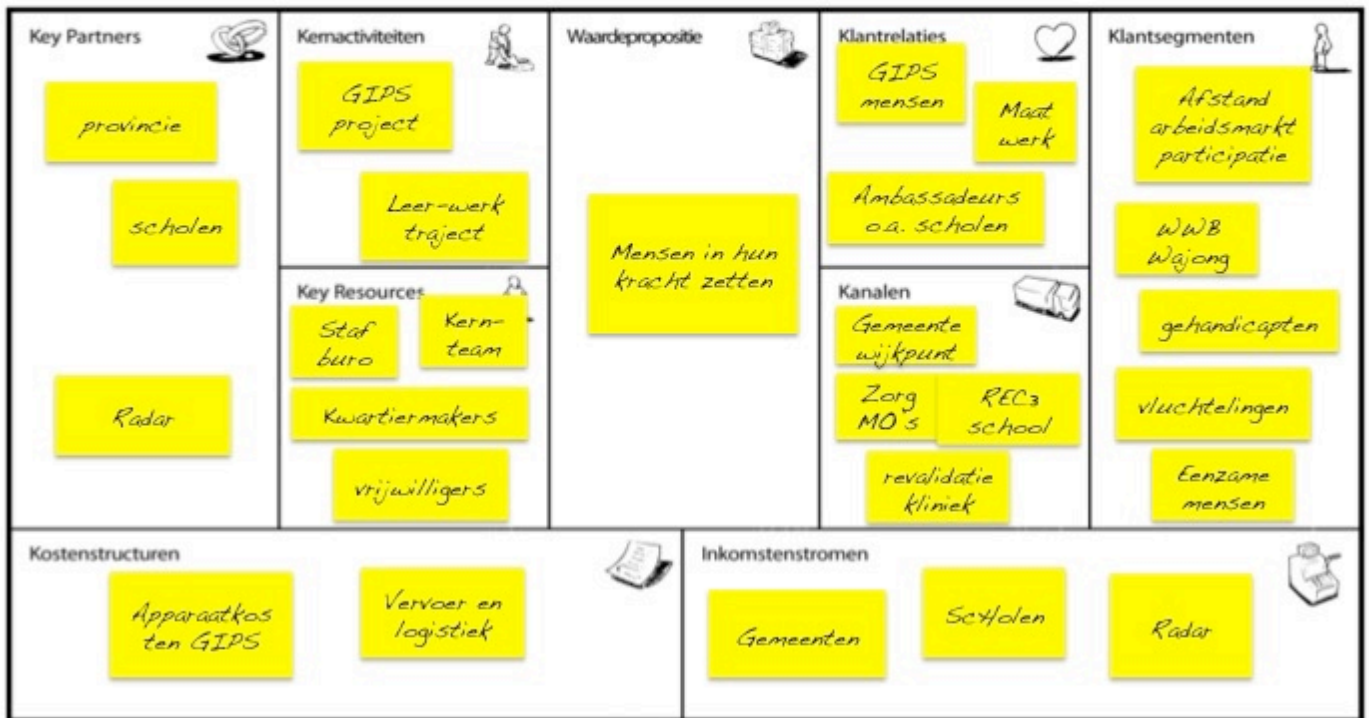 Key Partners
provincie
scholen
Radar
Kernactiviteiten
GIPS
project
Leer-werk
traject
Key Resources
Staf
buro
Kern-
team
Kwartiermakers
vrijwilligers
Waardepropositie
Mensen in hun
kracht zetten
Klantrelaties
GIPS
mensen
Maat
werk
Ambassadeurs
o.a. scholen
Kanalen
Gemeente
wijkpunt
Zorg
MO's
REC3
school
revalidatie
kliniek
Klantsegmenten
Afstand
arbeidsmarkt
participatie
WWB
Wajong
gehandicapten
vluchtelingen
Eenzame
mensen
Kostenstructuren
Apparaatkos
ten GIPS
Vervoer en
logistiek
Inkomstenstromen
Gemeenten
ScHolen
Radar